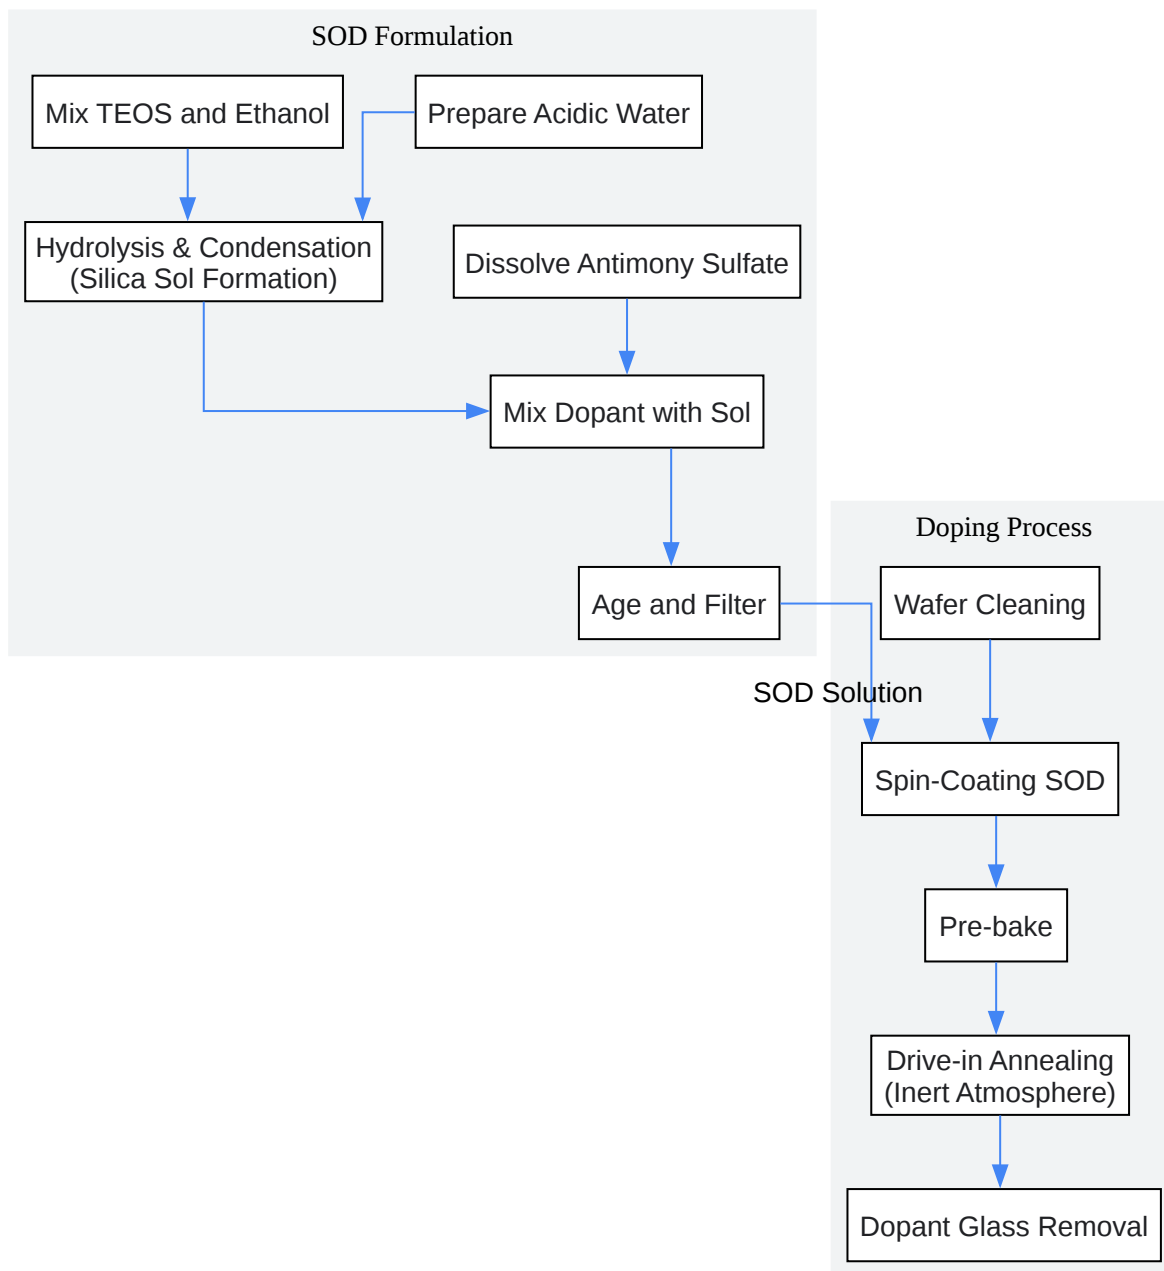 SOD Formulation
Mix TEOS and Ethanol
Prepare Acidic Water
Hydrolysis & Condensation
(Silica Sol Formation)
Dissolve Antimony Sulfate
Mix Dopant with Sol
Age and Filter
Doping Process
Wafer Cleaning
SOD Solution
Spin-Coating SOD
Pre-bake
Drive-in Annealing
(Inert Atmosphere)
Dopant Glass Removal